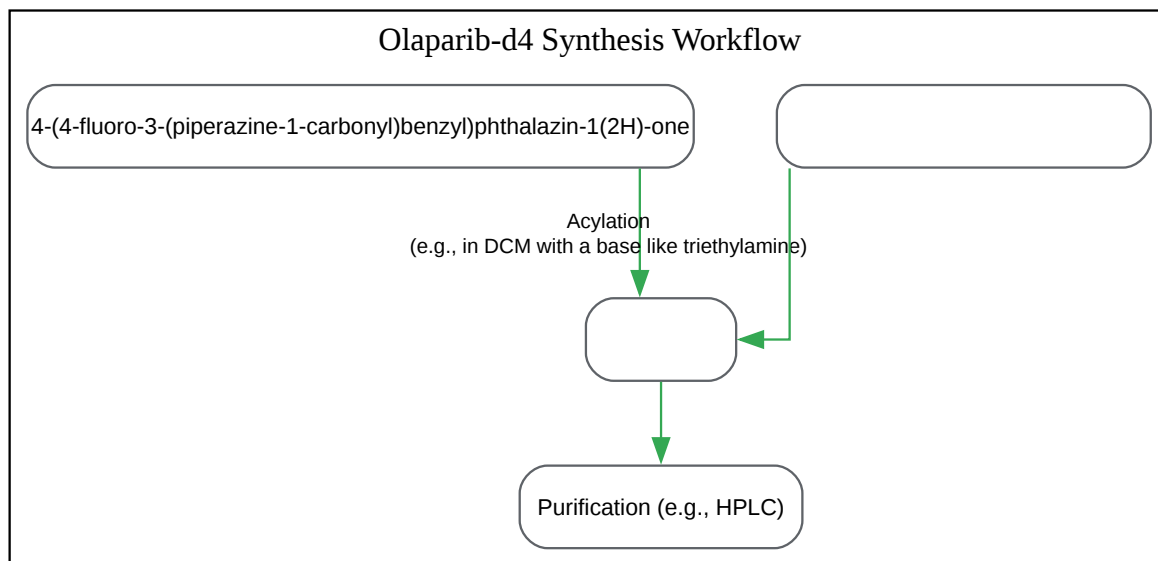 Olaparib-d4 Synthesis Workflow
4-(4-fluoro-3-(piperazine-1-carbonyl)benzyl)phthalazin-1(2H)-one
Acylation
(e.g., in DCM with a base like triethylamine)
Purification (e.g., HPLC)